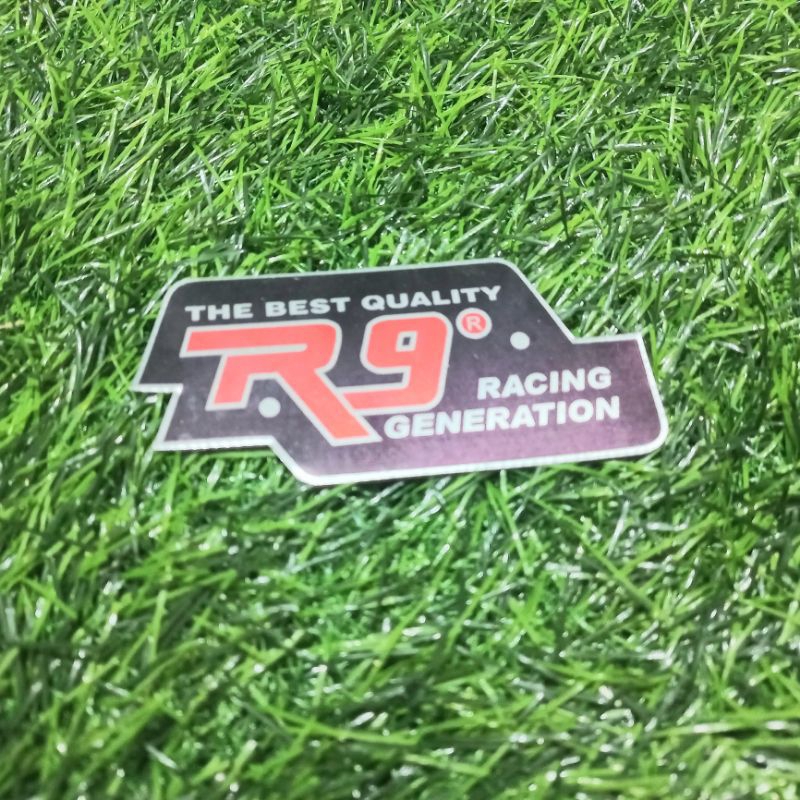 THE BEST QUALITY
R9®
RACING
GENERATION